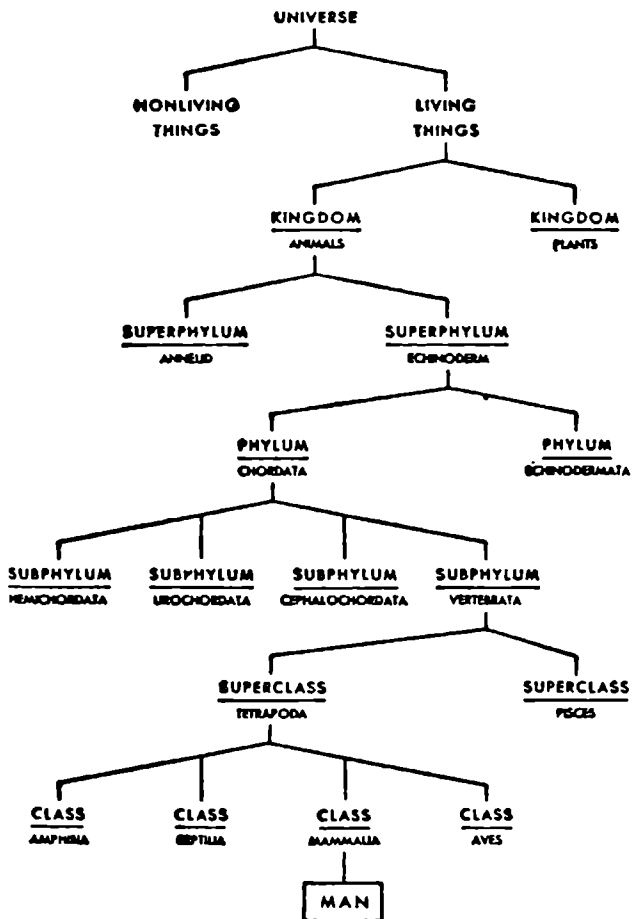 UNIVERSE
NONLIVING
THINGS
LIVING
THINGS
KINGDOM
ANIMALS
KINGDOM
PLANTS
SUPERPHYLUM
ANNELID
SUPERPHYLUM
ECHINODERM
PHYLUM
CHORDATA
PHYLUM
ECHINODERMATA
SUBPHYLUM
HEMICHORDATA
SUBPHYLUM
UROCHORDATA
SUBPHYLUM
CEPHALOCHORDATA
SUBPHYLUM
VERTEBRATA
SUPERCLASS
TETRAPODA
SUPERCLASS
PISCES
CLASS
AMPHIBIA
CLASS
REPTILIA
CLASS
MAMMALIA
CLASS
AVES
MAN